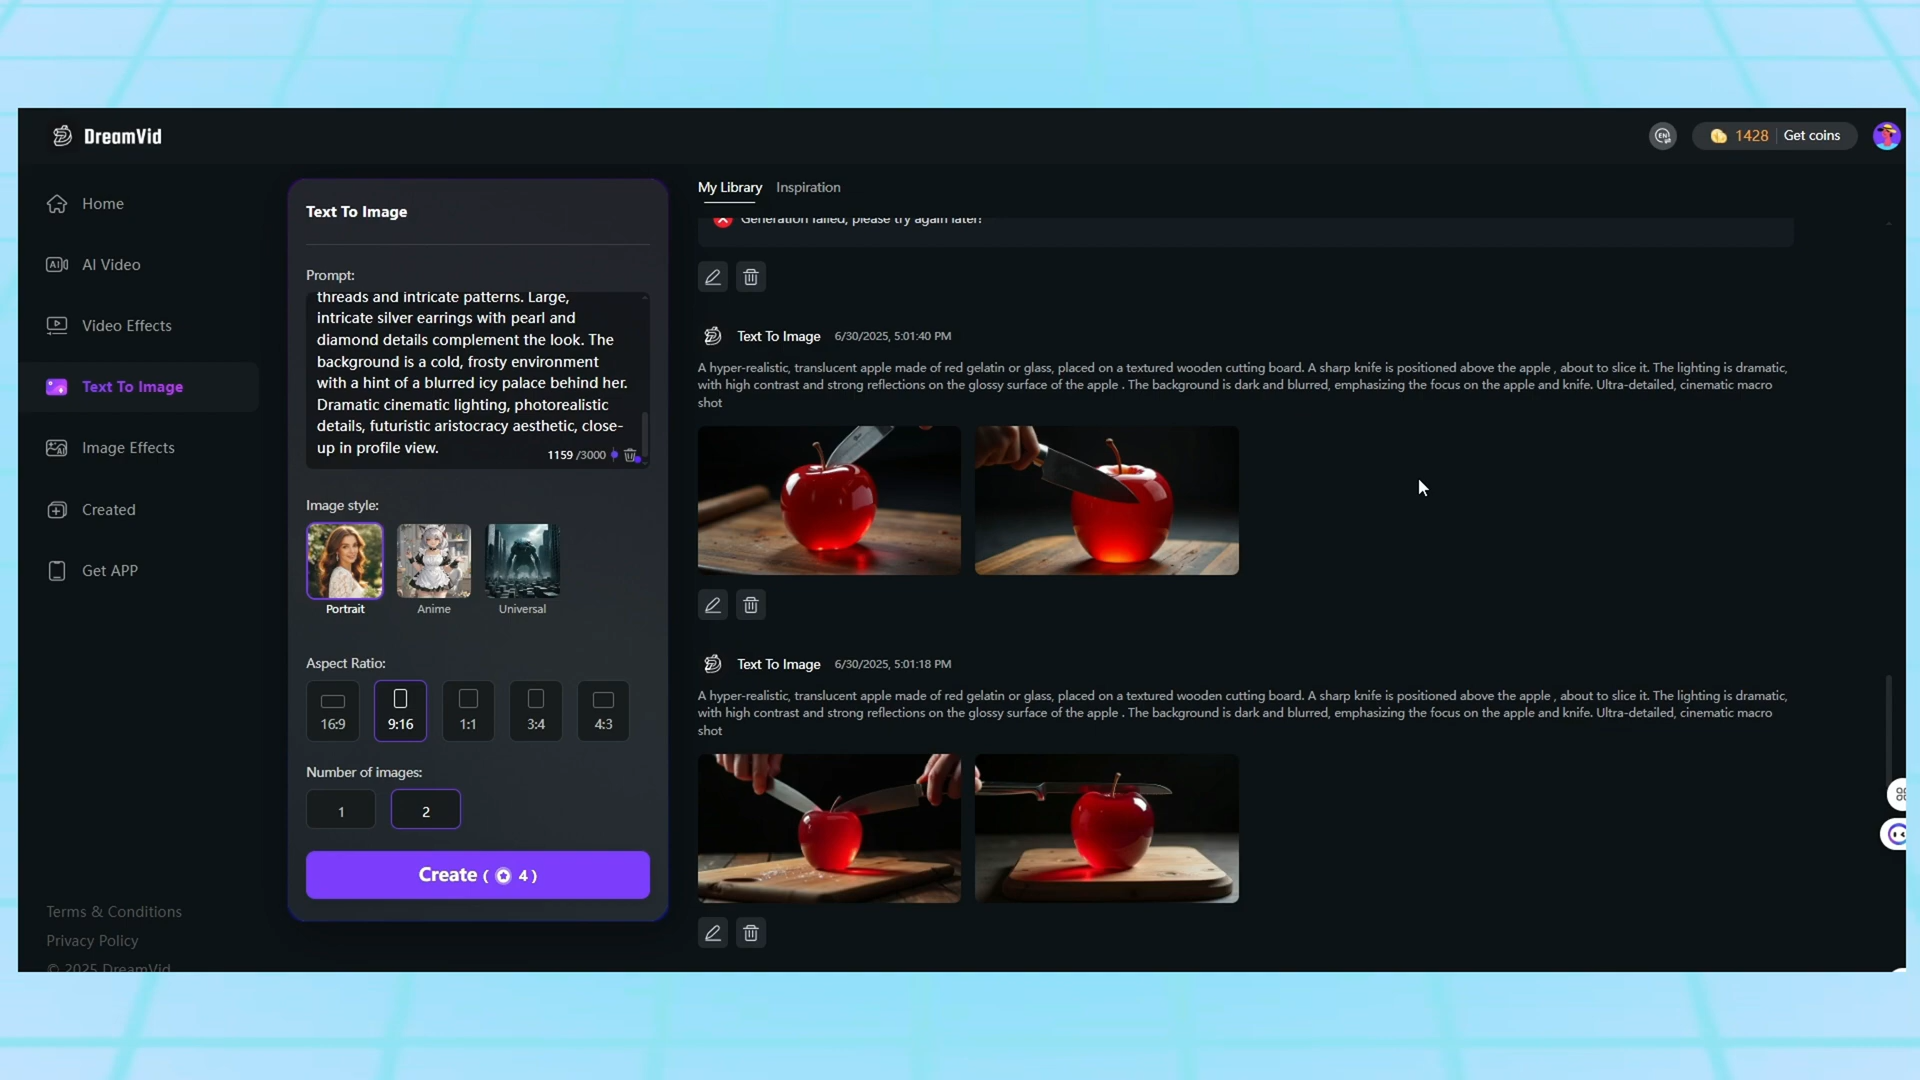 DreamVid
EN
1428
Get coins
Home
AI Video
Video Effects
Text To Image
Image Effects
Created
Get APP
Terms & Conditions
Privacy Policy
© 2025 DreamVid
Text To Image
Prompt:
threads and intricate patterns. Large,
intricate silver earrings with pearl and
diamond details complement the look. The
background is a cold, frosty environment
with a hint of a blurred icy palace behind her.
Dramatic cinematic lighting, photorealistic
details, futuristic aristocracy aesthetic, close-
up in profile view.
1159 /3000
Image style:
Portrait
Anime
Universal
Aspect Ratio:
16:9
9:16
1:1
3:4
4:3
Number of images:
1
2
Create ( 4 )
My Library
Inspiration
Generation failed, please try again later!
Text To Image 6/30/2025, 5:01:40 PM
A hyper-realistic, translucent apple made of red gelatin or glass, placed on a textured wooden cutting board. A sharp knife is positioned above the apple , about to slice it. The lighting is dramatic,
with high contrast and strong reflections on the glossy surface of the apple . The background is dark and blurred, emphasizing the focus on the apple and knife. Ultra-detailed, cinematic macro
shot
Text To Image 6/30/2025, 5:01:18 PM
A hyper-realistic, translucent apple made of red gelatin or glass, placed on a textured wooden cutting board. A sharp knife is positioned above the apple , about to slice it. The lighting is dramatic,
with high contrast and strong reflections on the glossy surface of the apple . The background is dark and blurred, emphasizing the focus on the apple and knife. Ultra-detailed, cinematic macro
shot